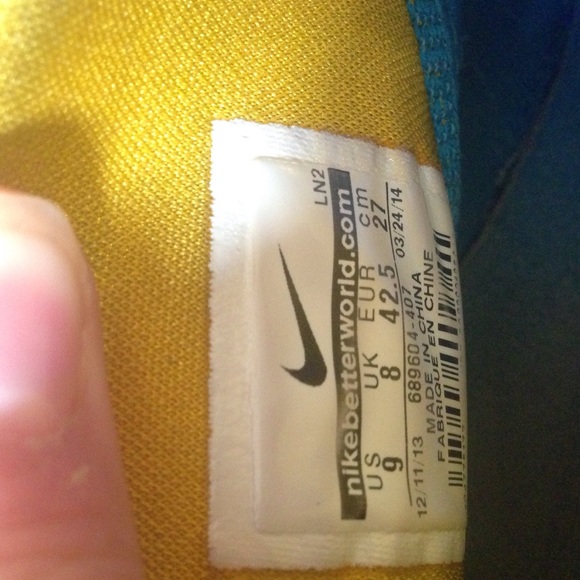 LN2
nikebetterworld.com
US UK EUR cm
9 8 42.5 27
12/11/13 03/24/14
689604-407
MADE IN CHINA
FABRIQUE EN CHINE